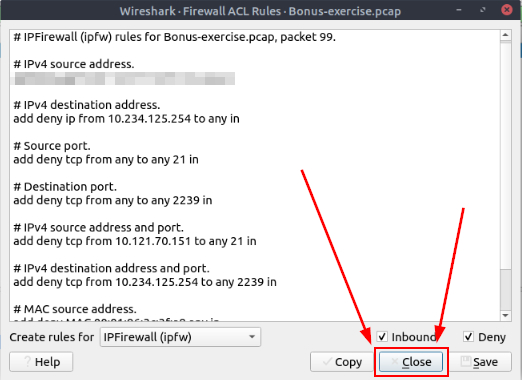 Wireshark · Firewall ACL Rules · Bonus-exercise.pcap
# IPFirewall (ipfw) rules for Bonus-exercise.pcap, packet 99.
# IPv4 source address.
# IPv4 destination address.
add deny ip from 10.234.125.254 to any in
# Source port.
add deny tcp from any to any 21 in
# Destination port.
add deny tcp from any to any 2239 in
# IPv4 source address and port.
add deny tcp from 10.121.70.151 to any 21 in
# IPv4 destination address and port.
add deny tcp from 10.234.125.254 to any 2239 in
# MAC source address.
add deny MAC any in
Create rules for IPFirewall (ipfw) Inbound Deny
Help Copy Close Save